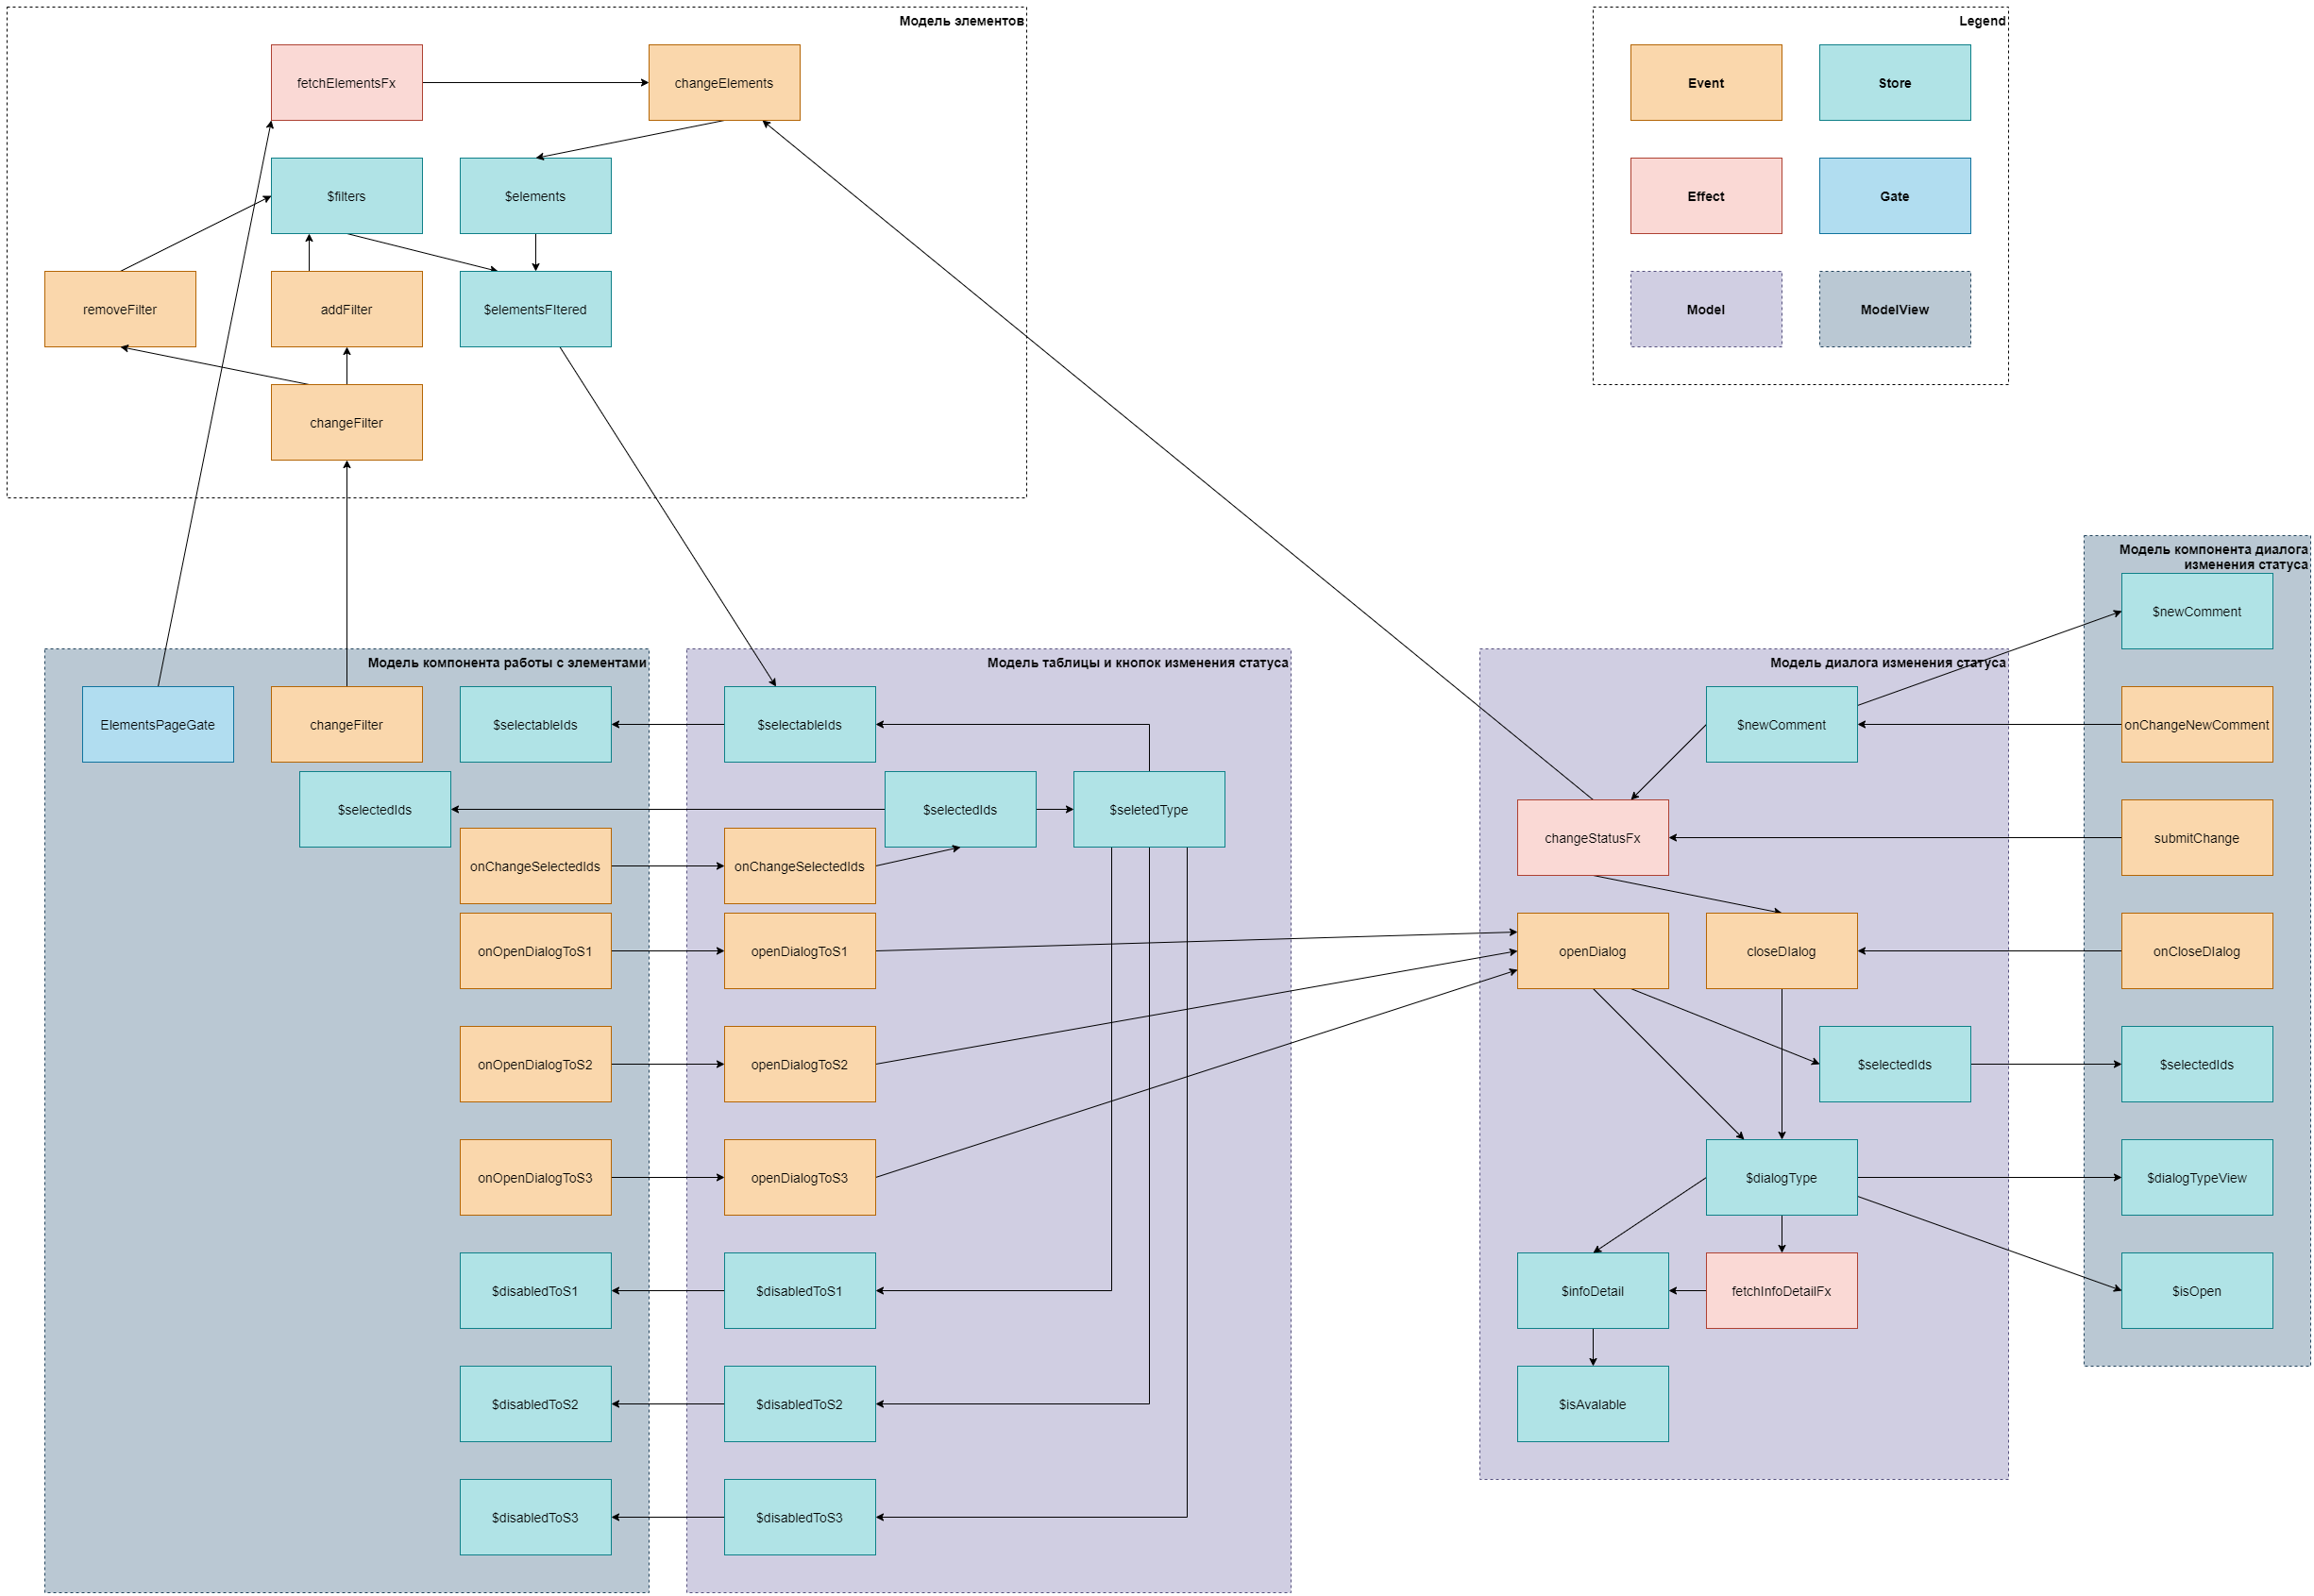 Модель элементов
fetchElementsFx
changeElements
$filters
$elements
removeFilter
addFilter
$elementsFltered
changeFilter
Legend
Event
Store
Effect
Gate
Model
ModelView
Модель компонента работы с элементами
ElementsPageGate
changeFilter
$selectableIds
$selectedIds
onChangeSelectedIds
onOpenDialogToS1
onOpenDialogToS2
onOpenDialogToS3
$disabledToS1
$disabledToS2
$disabledToS3
Модель таблицы и кнопок изменения статуса
$selectableIds
$selectedIds
$seletedType
onChangeSelectedIds
openDialogToS1
openDialogToS2
openDialogToS3
$disabledToS1
$disabledToS2
$disabledToS3
Модель диалога изменения статуса
$newComment
changeStatusFx
openDialog
closeDIalog
$selectedIds
$dialogType
$infoDetail
fetchInfoDetailFx
$isAvalable
Модель компонента диалога
изменения статуса
$newComment
onChangeNewComment
submitChange
onCloseDIalog
$selectedIds
$dialogTypeView
$isOpen